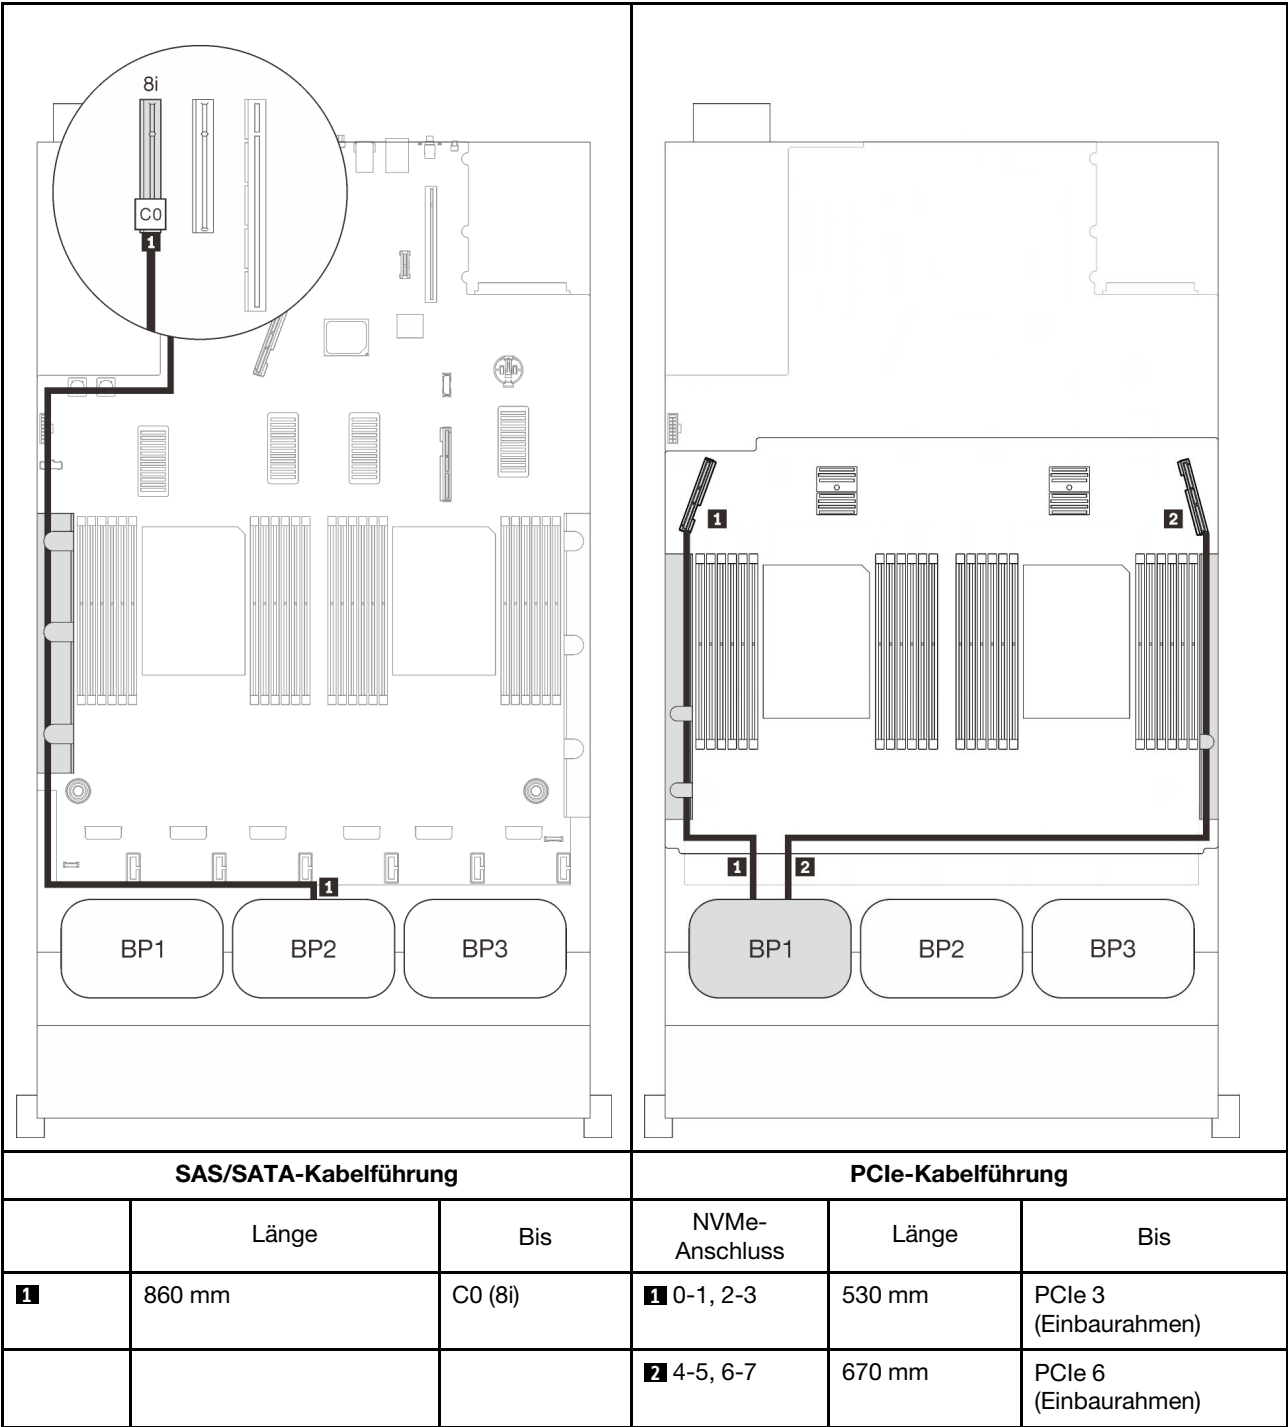 8i
C0
1
1
BP1
BP2
BP3
1
2
1
2
BP1
BP2
BP3
SAS/SATA-Kabelführung
PCIe-Kabelführung
Länge
Bis
NVMe-
Anschluss
Länge
Bis
1
860 mm
C0 (8i)
1 0-1, 2-3
530 mm
PCIe 3
(Einbaurahmen)
2 4-5, 6-7
670 mm
PCIe 6
(Einbaurahmen)